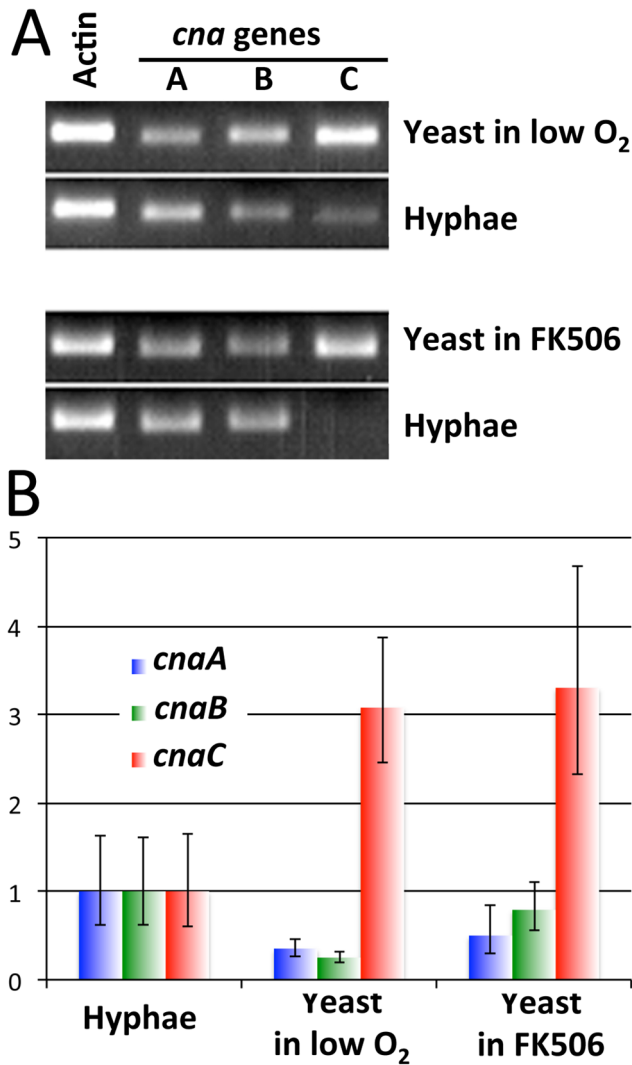 A
Actin
cna genes
A B C
Yeast in low O₂
Hyphae
Yeast in FK506
Hyphae
B
5
4
3
2
1
0
cnaA
cnaB
cnaC
Hyphae
Yeast
in low O₂
Yeast
in FK506